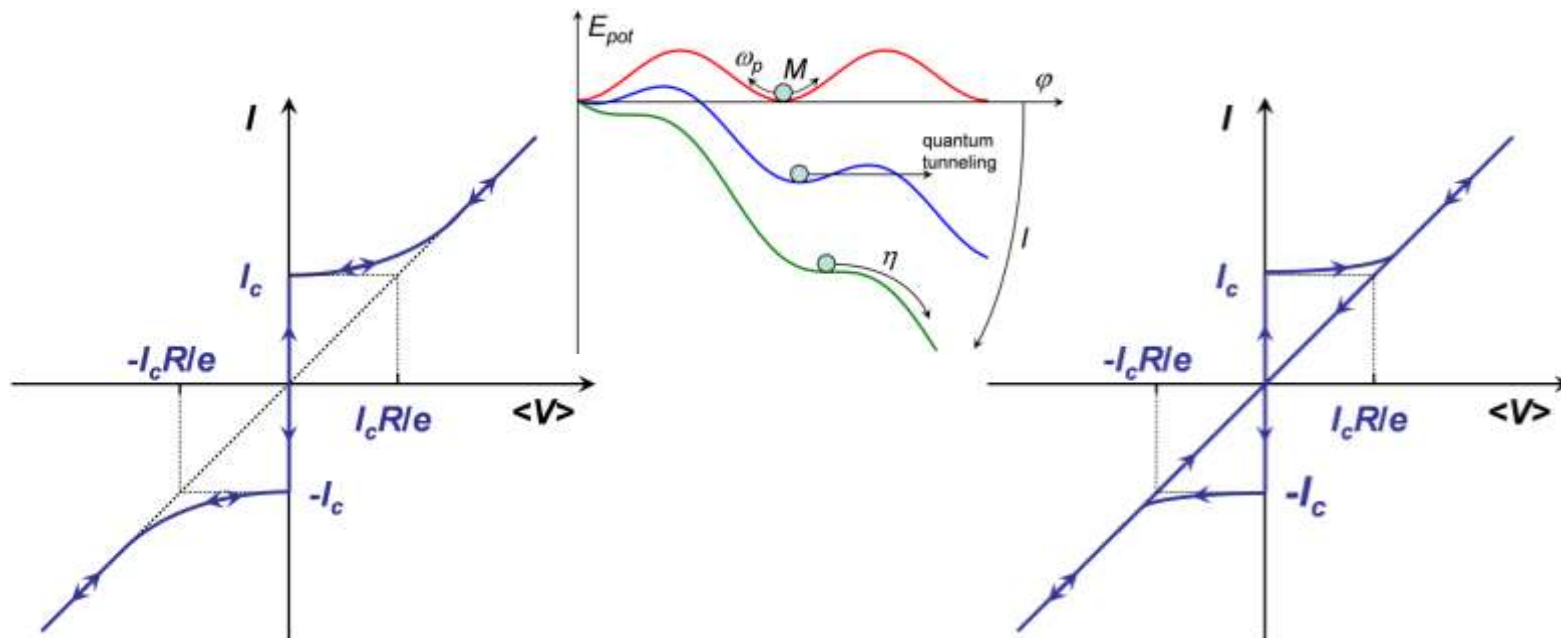 I
I_c
-I_cR/e
I_cR/e
<V>
-I_c
E_pot
ω_p
M
φ
quantum
tunneling
I
η
I
I_c
-I_cR/e
I_cR/e
<V>
-I_c